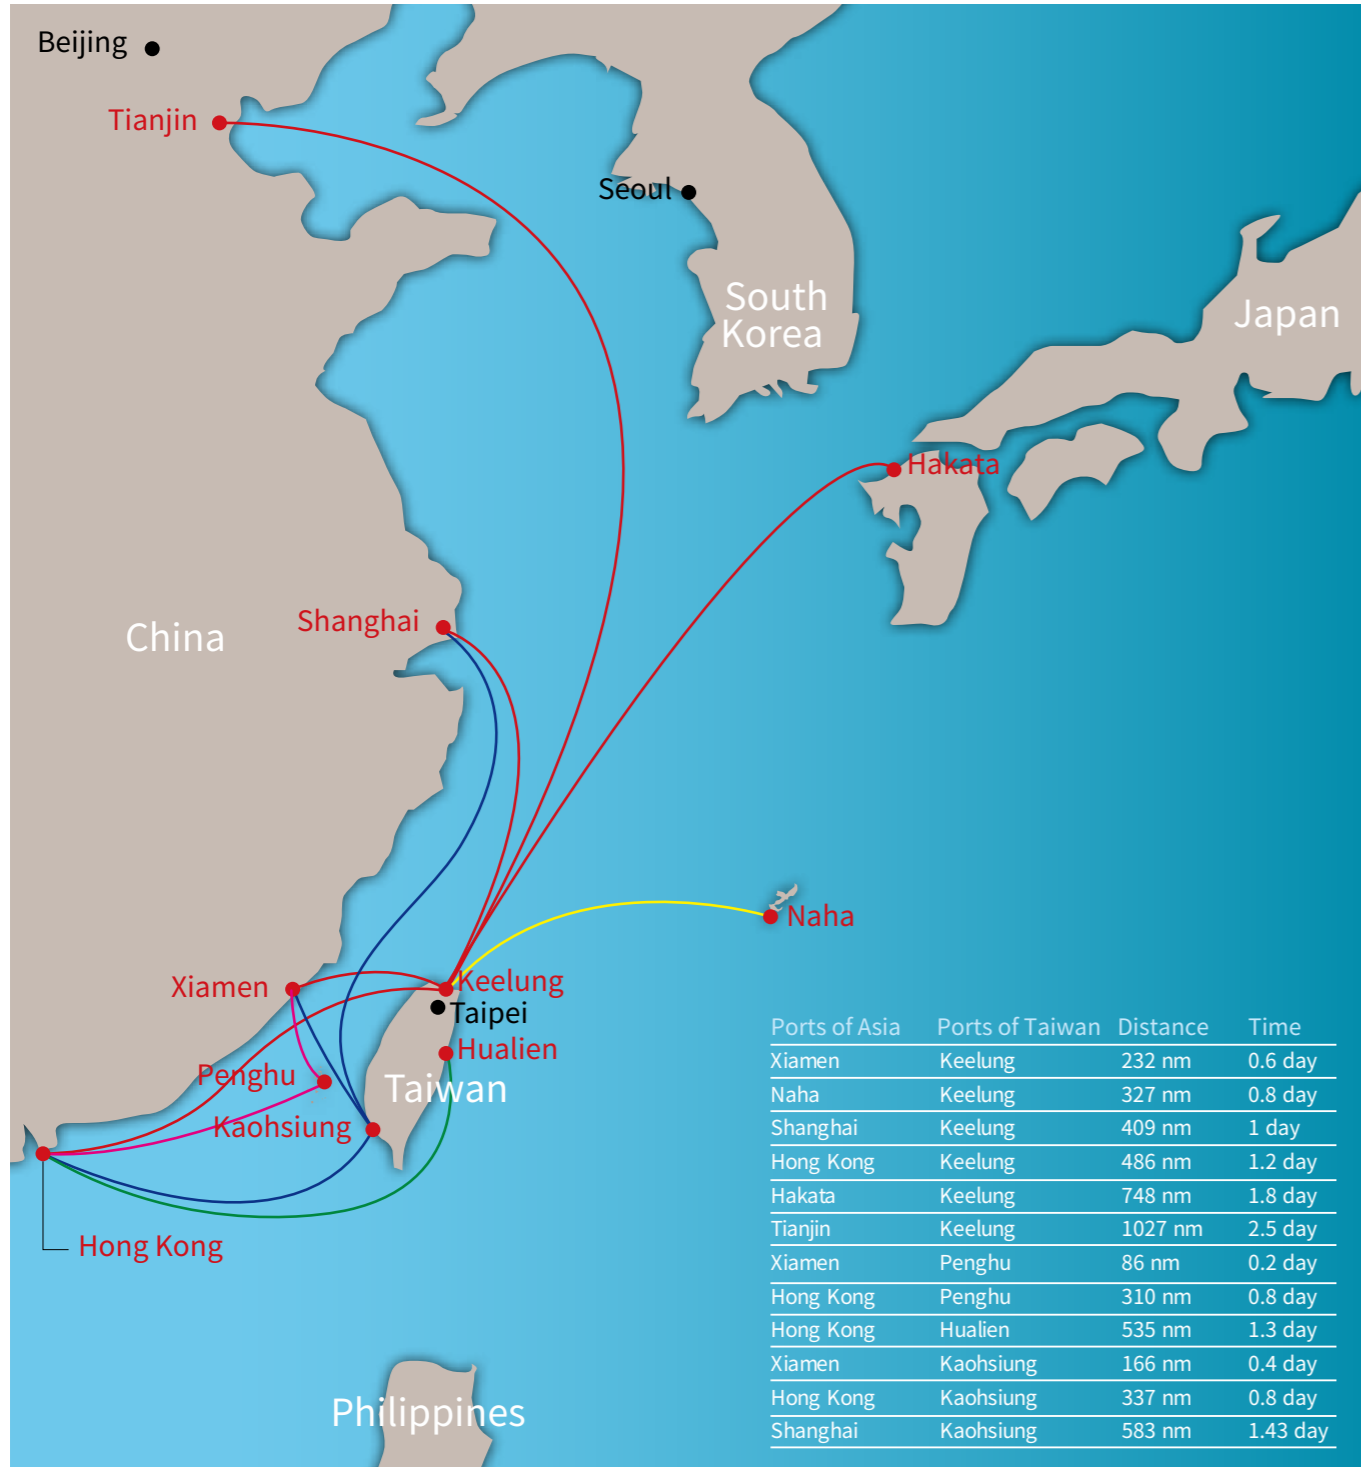 Beijing
Tianjin
Seoul
South
Korea
Japan
Hakata
Shanghai
China
Naha
Xiamen
Keelung
Taipei
Hualien
Penghu
Taiwan
Kaohsiung
Hong Kong
Philippines
Ports of Asia Ports of Taiwan Distance Time
Xiamen Keelung 232 nm 0.6 day
Naha Keelung 327 nm 0.8 day
Shanghai Keelung 409 nm 1 day
Hong Kong Keelung 486 nm 1.2 day
Hakata Keelung 748 nm 1.8 day
Tianjin Keelung 1027 nm 2.5 day
Xiamen Penghu 86 nm 0.2 day
Hong Kong Penghu 310 nm 0.8 day
Hong Kong Hualien 535 nm 1.3 day
Xiamen Kaohsiung 166 nm 0.4 day
Hong Kong Kaohsiung 337 nm 0.8 day
Shanghai Kaohsiung 583 nm 1.43 day